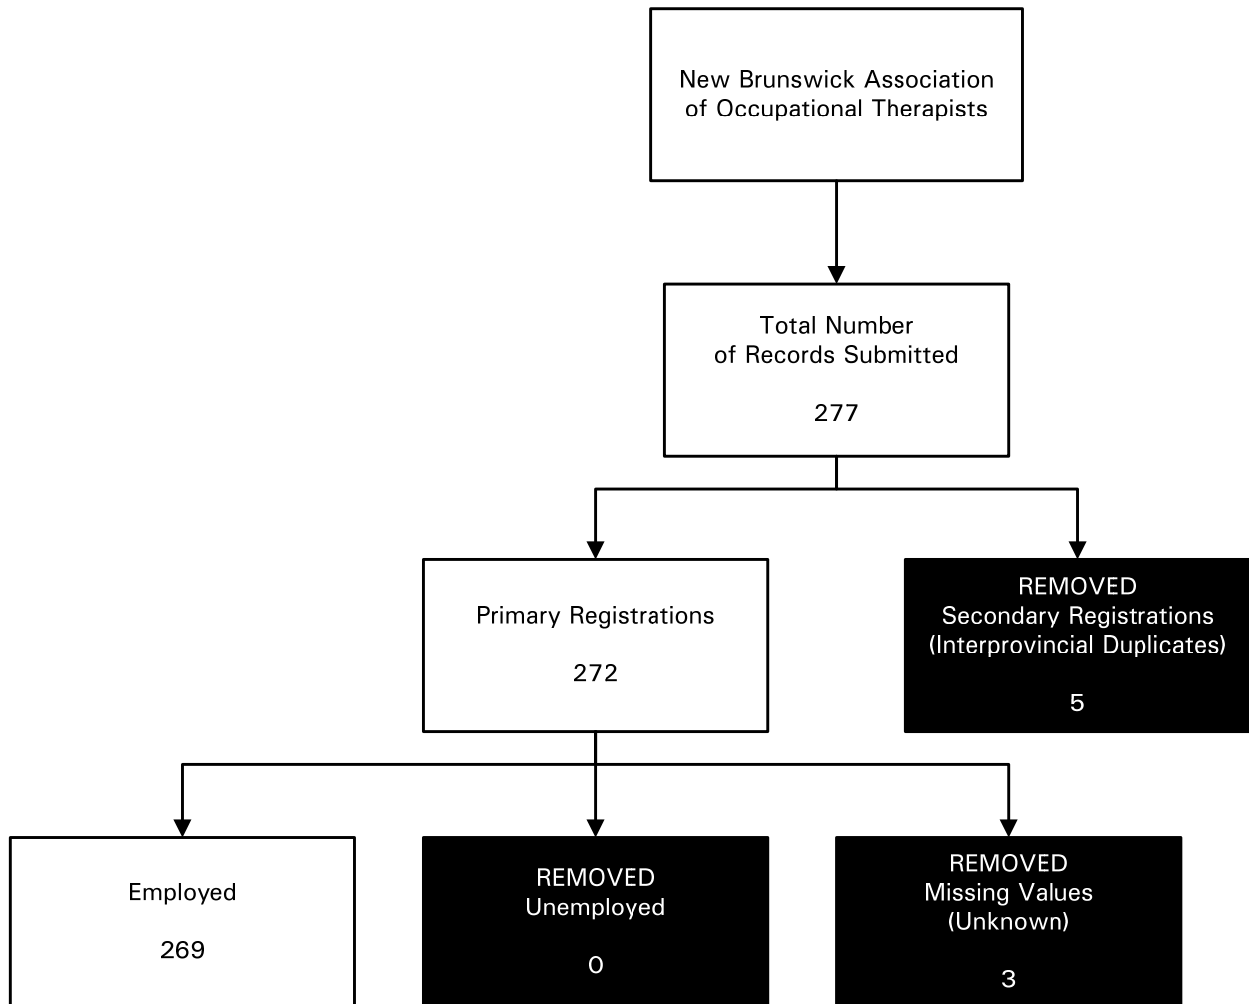 New Brunswick Association
of Occupational Therapists
Total Number
of Records Submitted
277
Primary Registrations
272
REMOVED
Secondary Registrations
(Interprovincial Duplicates)
5
Employed
269
REMOVED
Unemployed
0
REMOVED
Missing Values
(Unknown)
3